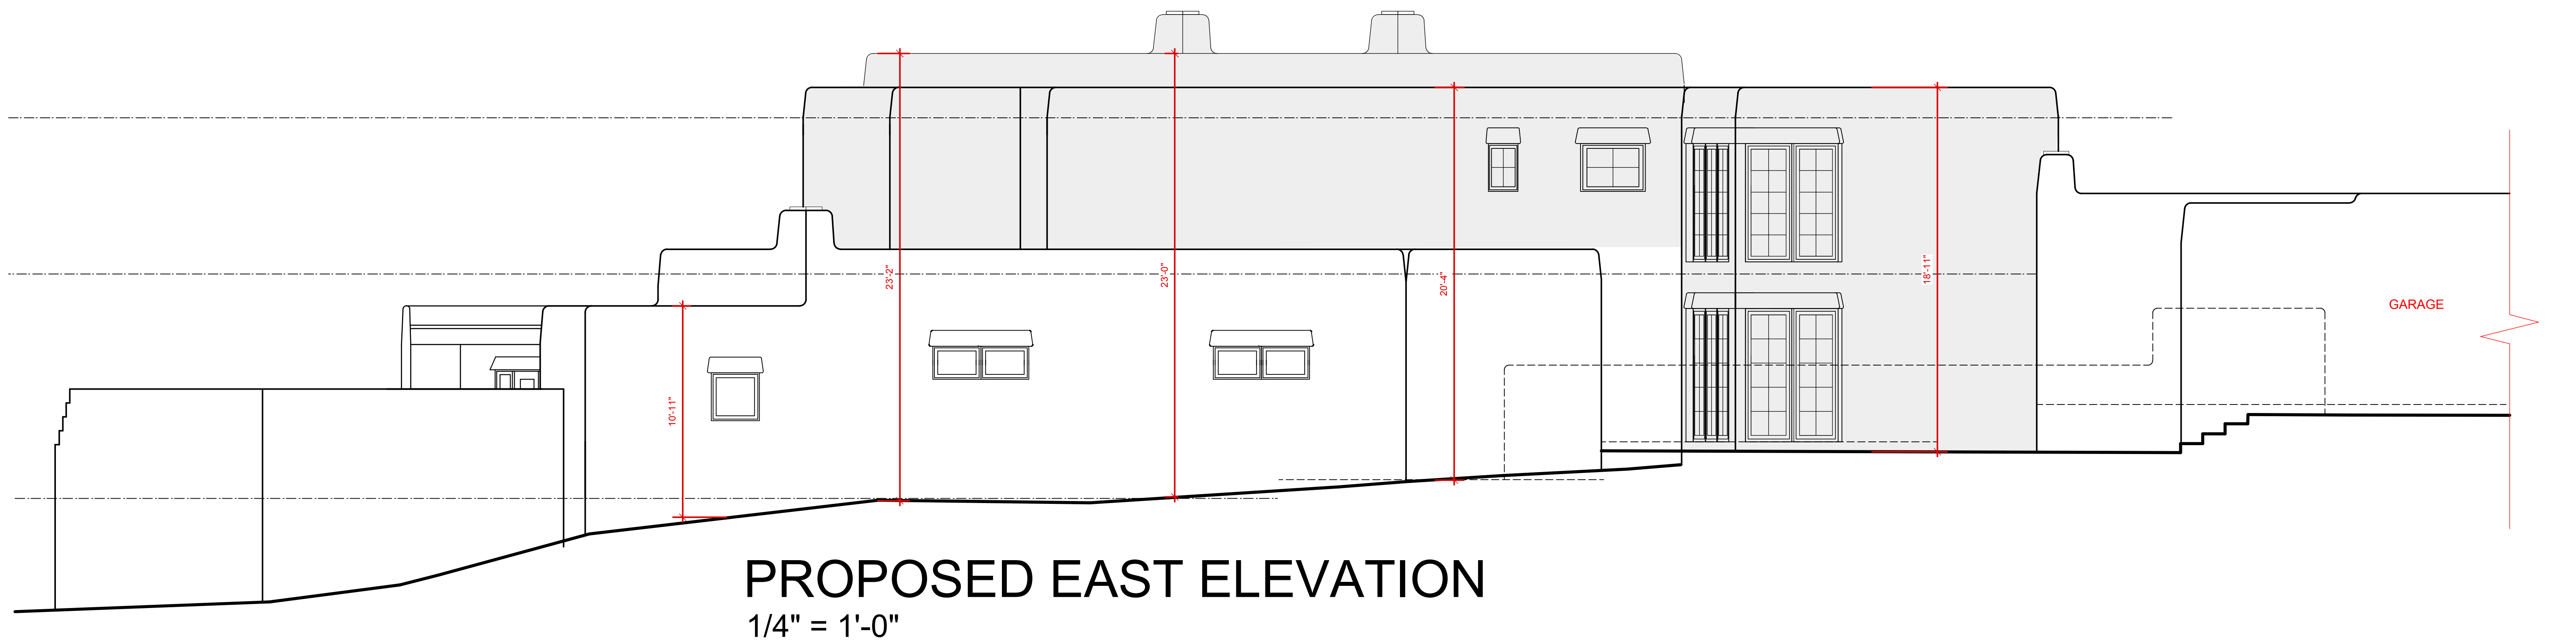 23'-2"
23'-0"
20'-4"
18'-11"
GARAGE
10'-11"
PROPOSED EAST ELEVATION
1/4" = 1'-0"